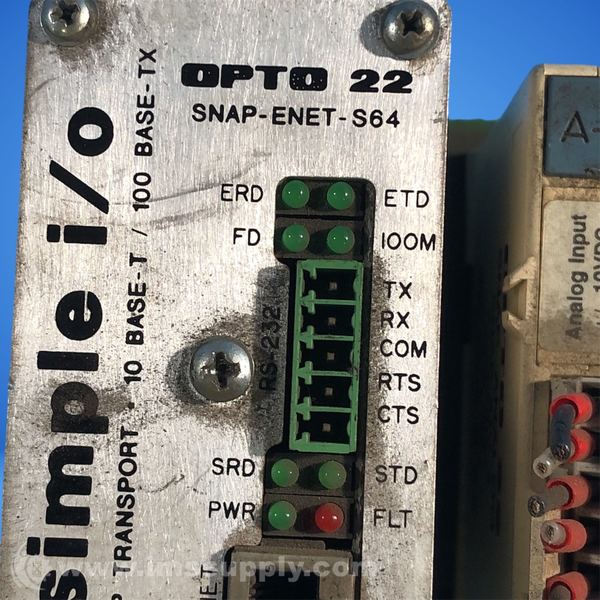 OPTO 22
SNAP-ENET-S64
simple i/o
TRANSPORT • 10 BASE-T / 100 BASE-TX
ERD
ETD
FD
100M
RS-232
TX
RX
COM
RTS
CTS
SRD
STD
PWR
FLT
Analog Input
10VDC
www.imssupply.com